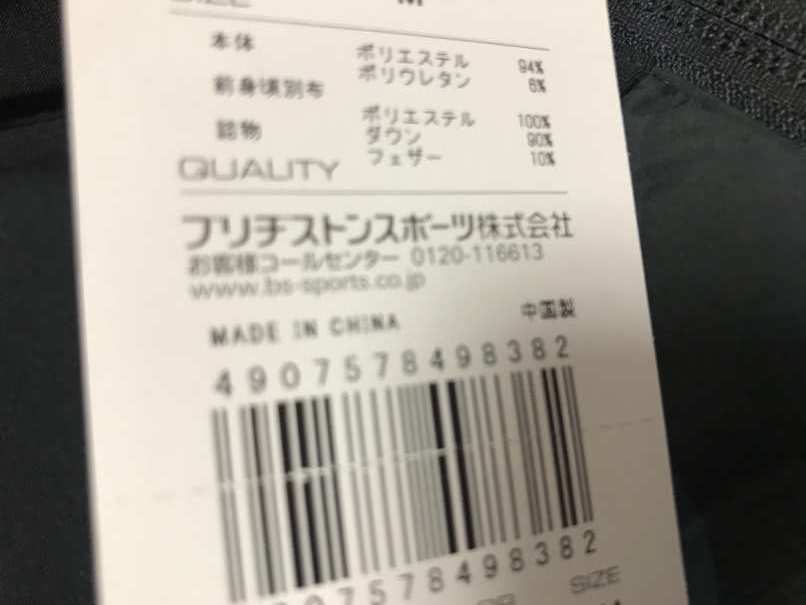 SIZE M
本体 ポリエステル 94%
ポリウレタン 6%
前身頃別布 ポリエステル 100%
詰物 ダウン 90%
フェザー 10%
QUALITY
ブリヂストンスポーツ株式会社
お客様コールセンター 0120-116613
www.bs-sports.co.jp
MADE IN CHINA 中国製
4907578498382
07578498382
SIZE